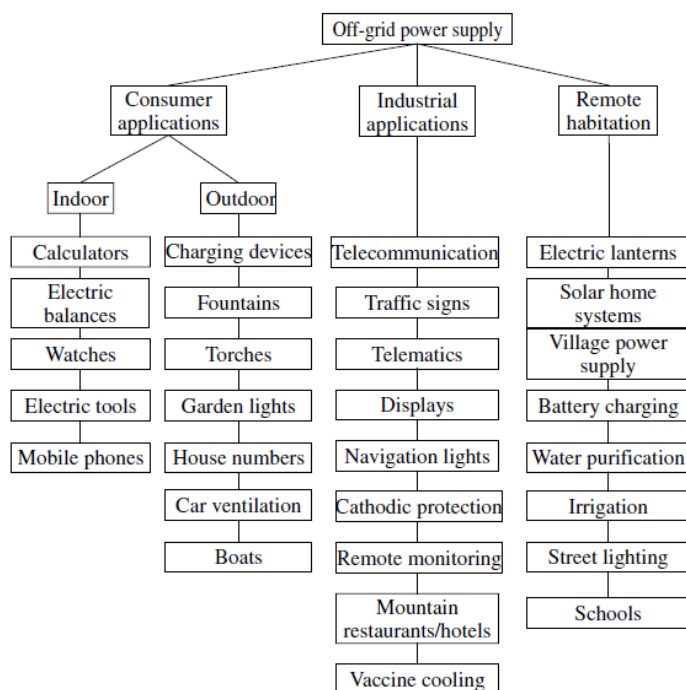 Off-grid power supply
Consumer
applications
Industrial
applications
Remote
habitation
Indoor
Outdoor
Calculators
Electric
balances
Watches
Electric tools
Mobile phones
Charging devices
Fountains
Torches
Garden lights
House numbers
Car ventilation
Boats
Telecommunication
Traffic signs
Telematics
Displays
Navigation lights
Cathodic protection
Remote monitoring
Mountain
restaurants/hotels
Vaccine cooling
Electric lanterns
Solar home
systems
Village power
supply
Battery charging
Water purification
Irrigation
Street lighting
Schools